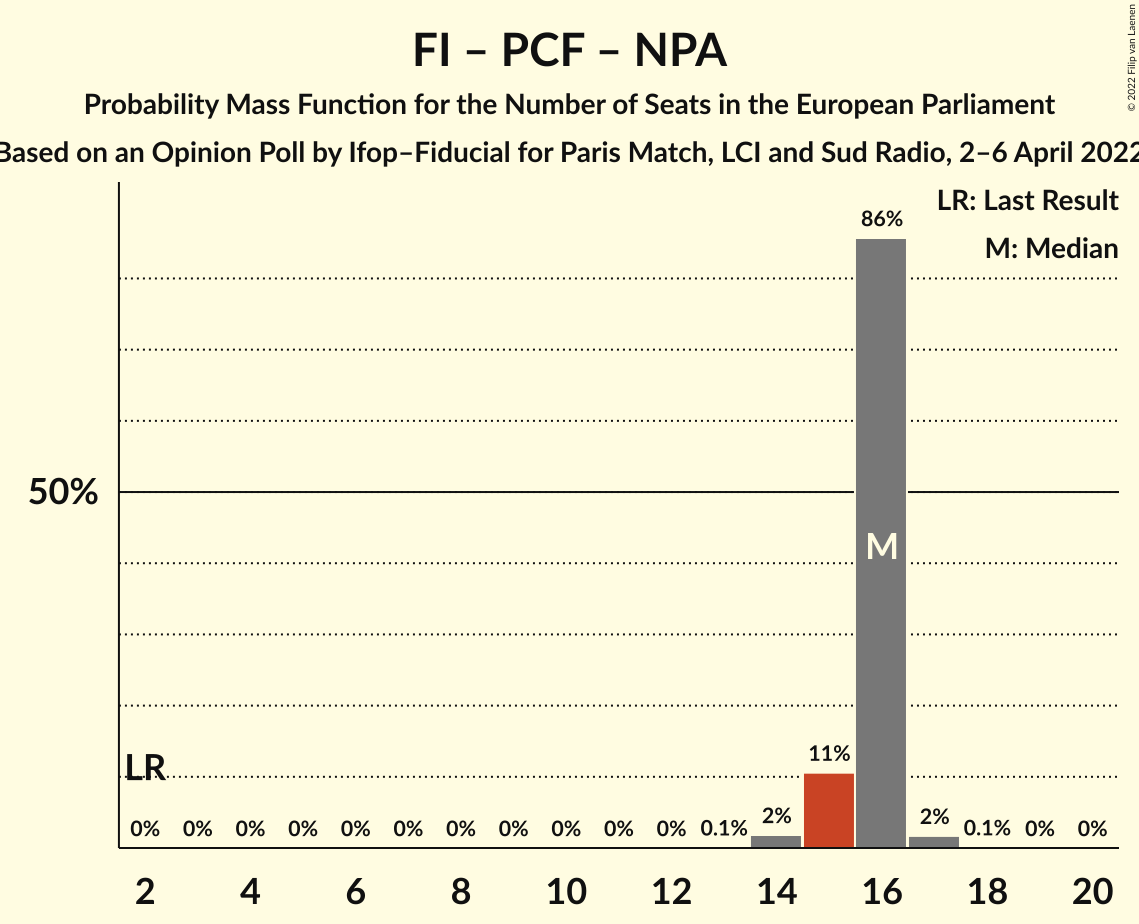 FI – PCF – NPA
Probability Mass Function for the Number of Seats in the European Parliament
Based on an Opinion Poll by Ifop–Fiducial for Paris Match, LCI and Sud Radio, 2–6 April 2022
© 2022 Filip van Laenen
LR: Last Result
M: Median
86%
50%
M
LR
11%
0% 0% 0% 0% 0% 0% 0% 0% 0% 0% 0% 0.1% 2% 2% 0.1% 0% 0%
2 4 6 8 10 12 14 16 18 20